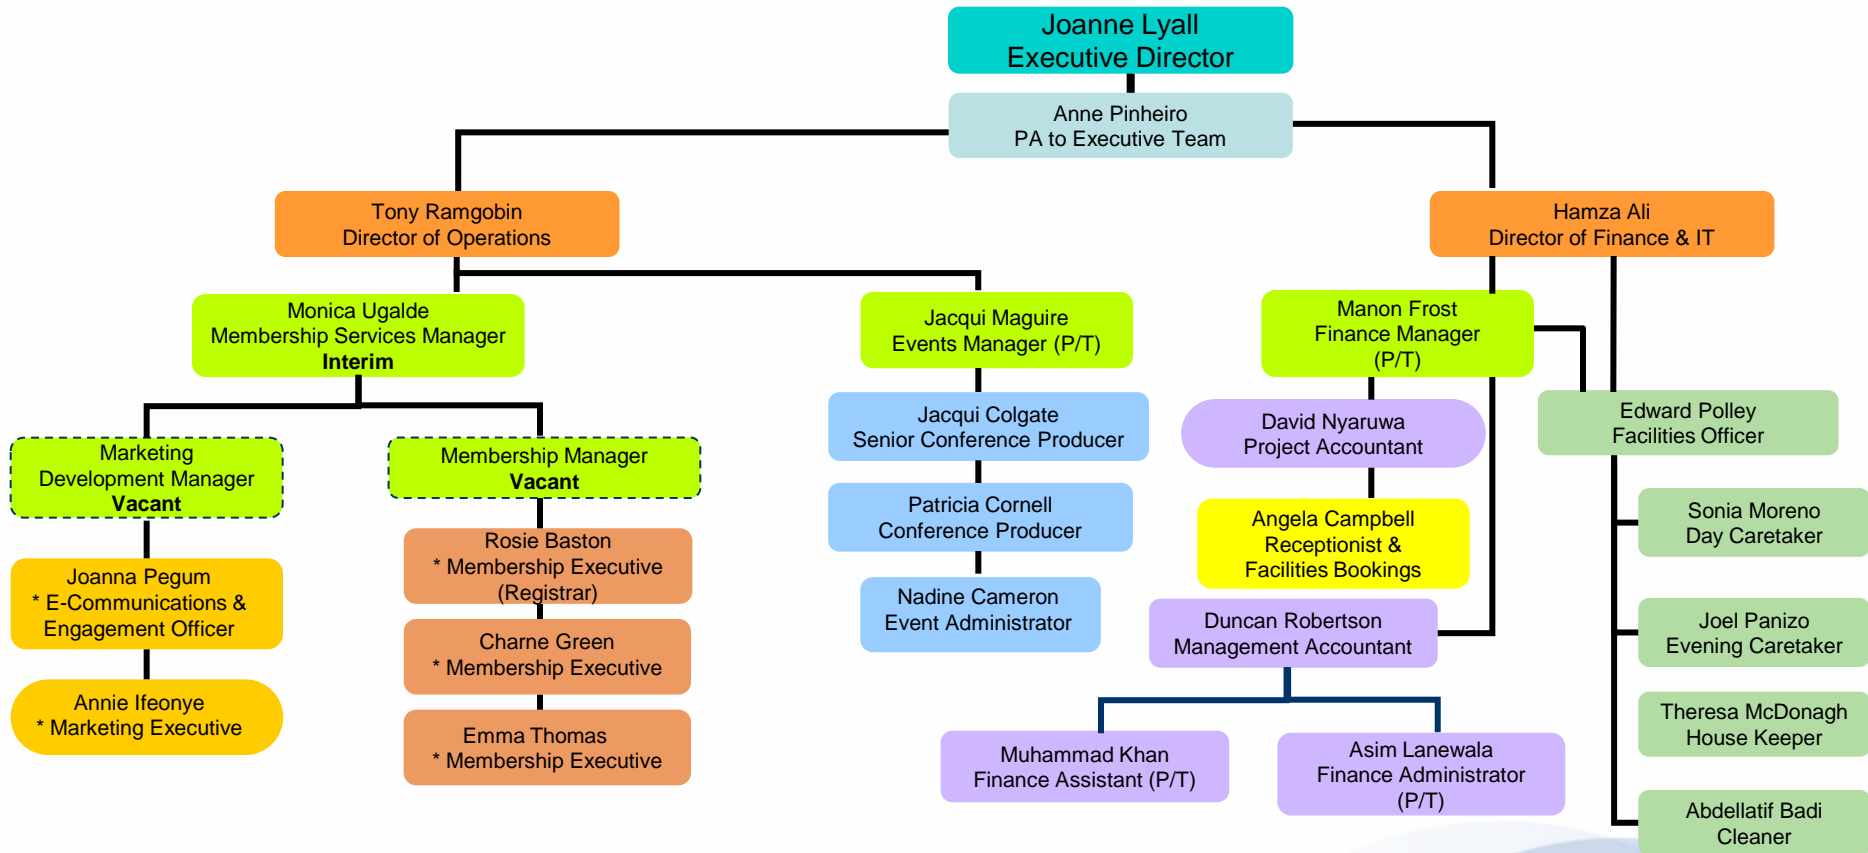 Joanne Lyall
Executive Director
Anne Pinheiro
PA to Executive Team
Tony Ramgobin
Director of Operations
Hamza Ali
Director of Finance & IT
Monica Ugalde
Membership Services Manager
Interim
Jacqui Maguire
Events Manager (P/T)
Manon Frost
Finance Manager
(P/T)
Jacqui Colgate
Senior Conference Producer
David Nyaruwa
Project Accountant
Edward Polley
Facilities Officer
Marketing
Development Manager
Vacant
Membership Manager
Vacant
Patricia Cornell
Conference Producer
Angela Campbell
Receptionist &
Facilities Bookings
Sonia Moreno
Day Caretaker
Joanna Pegum
* E-Communications &
Engagement Officer
Rosie Baston
* Membership Executive
(Registrar)
Nadine Cameron
Event Administrator
Duncan Robertson
Management Accountant
Joel Panizo
Evening Caretaker
Charne Green
* Membership Executive
Annie Ifeonye
* Marketing Executive
Emma Thomas
* Membership Executive
Muhammad Khan
Finance Assistant (P/T)
Asim Lanewala
Finance Administrator
(P/T)
Theresa McDonagh
House Keeper
Abdellatif Badi
Cleaner